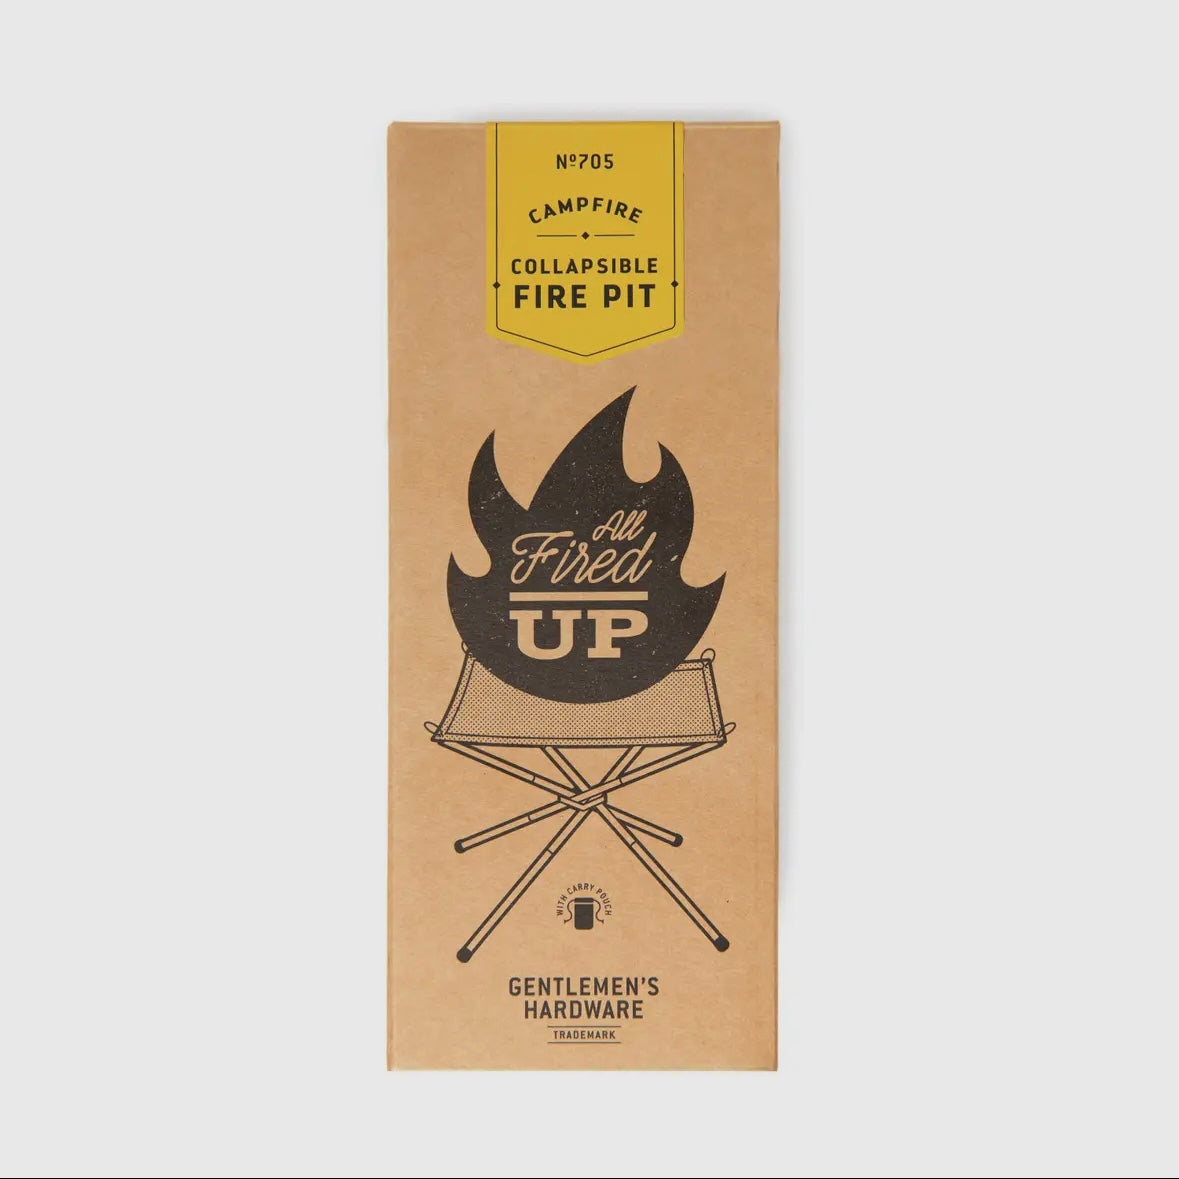 Nº705
CAMPFIRE
COLLAPSIBLE
FIRE PIT
All
Fired
UP
WITH CARRY POUCH
GENTLEMEN'S
HARDWARE
TRADEMARK